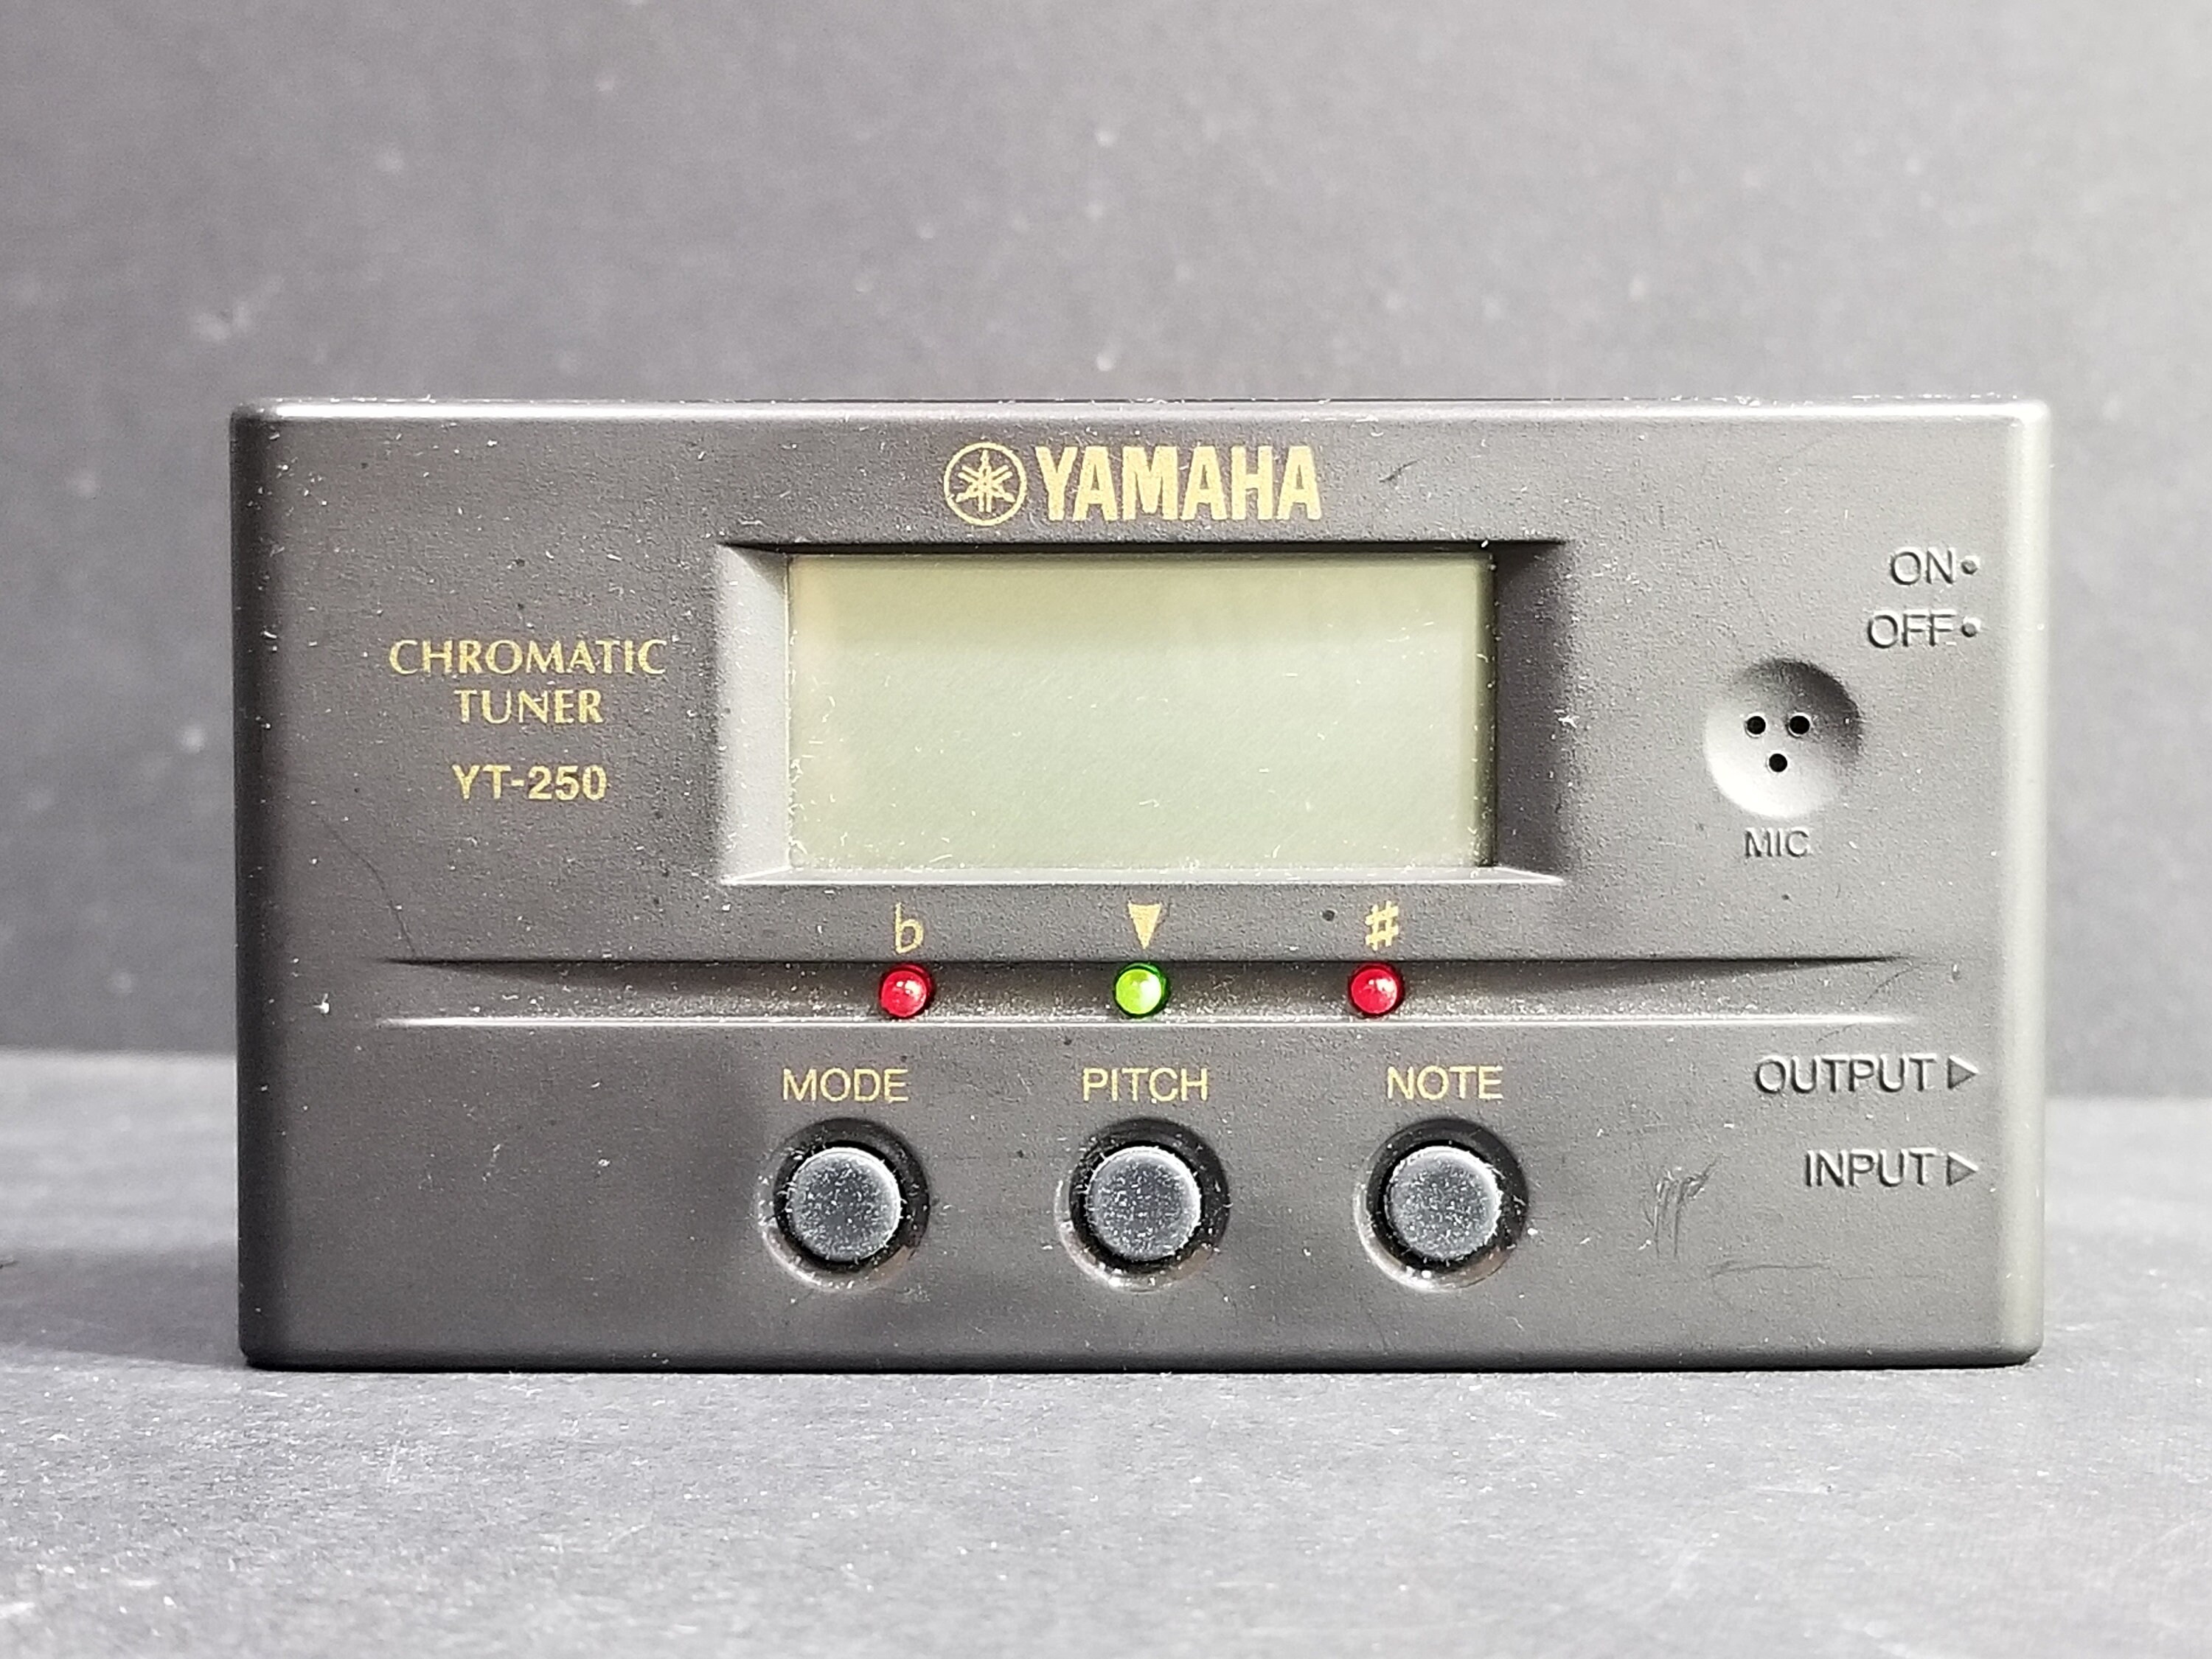 YAMAHA
ON
OFF
CHROMATIC
TUNER
YT-250
MIC
♭ ▼ ♯
MODE PITCH NOTE
OUTPUT ▷
INPUT ▷